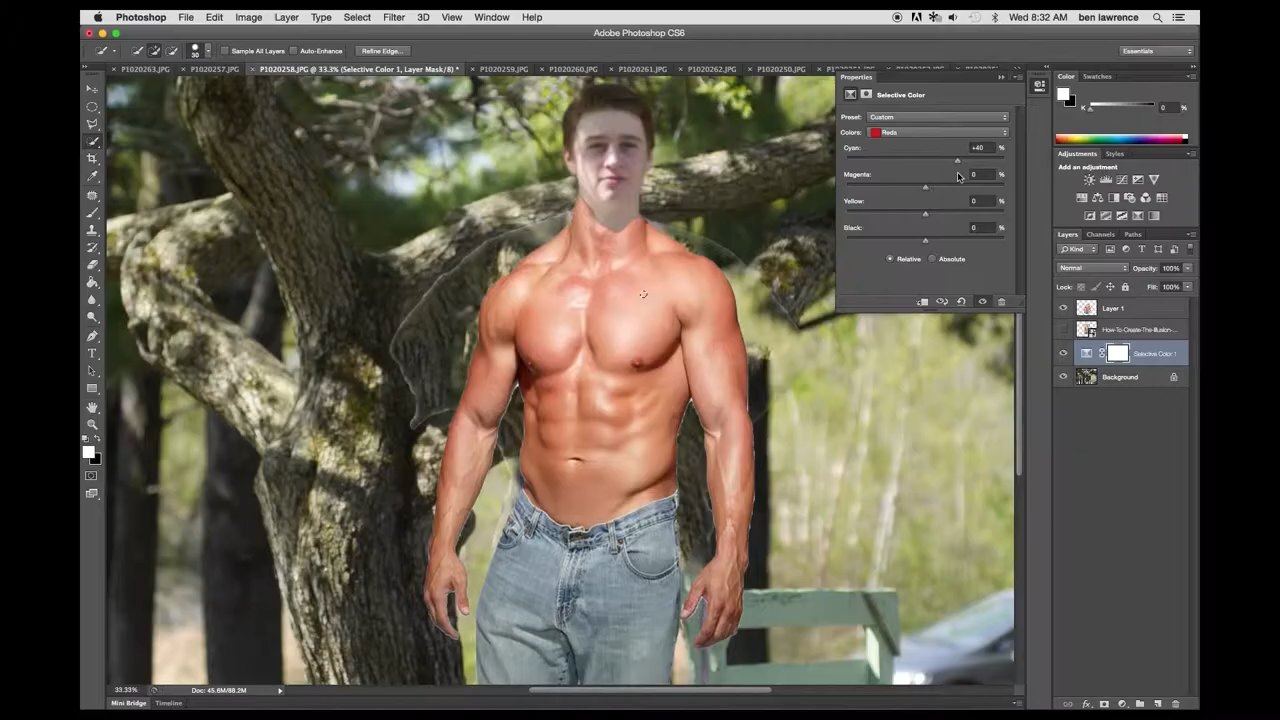 Photoshop File Edit Image Layer Type Select Filter 3D View Window Help Wed 8:32 AM ben lawrence
Adobe Photoshop CS6
30 Sample All Layers Auto-Enhance Refine Edge... Essentials
P1020263.JPG P1020257.JPG P1020258.JPG @ 33.3% (Selective Color 1, Layer Mask/8) * P1020259.JPG P1020260.JPG P1020261.JPG P1020262.JPG P1020250.JPG
Properties
Selective Color
Preset: Custom
Colors: Reds
Cyan: +40 %
Magenta: 0 %
Yellow: 0 %
Black: 0 %
Relative Absolute
Color Swatches
K 0 %
Adjustments Styles
Add an adjustment
Layers Channels Paths
Kind
Normal Opacity: 100%
Lock: Fill: 100%
Layer 1
How-To-Create-The-Illusion-...
Selective Color 1
Background
33.33% Doc: 45.6M/88.2M
Mini Bridge Timeline